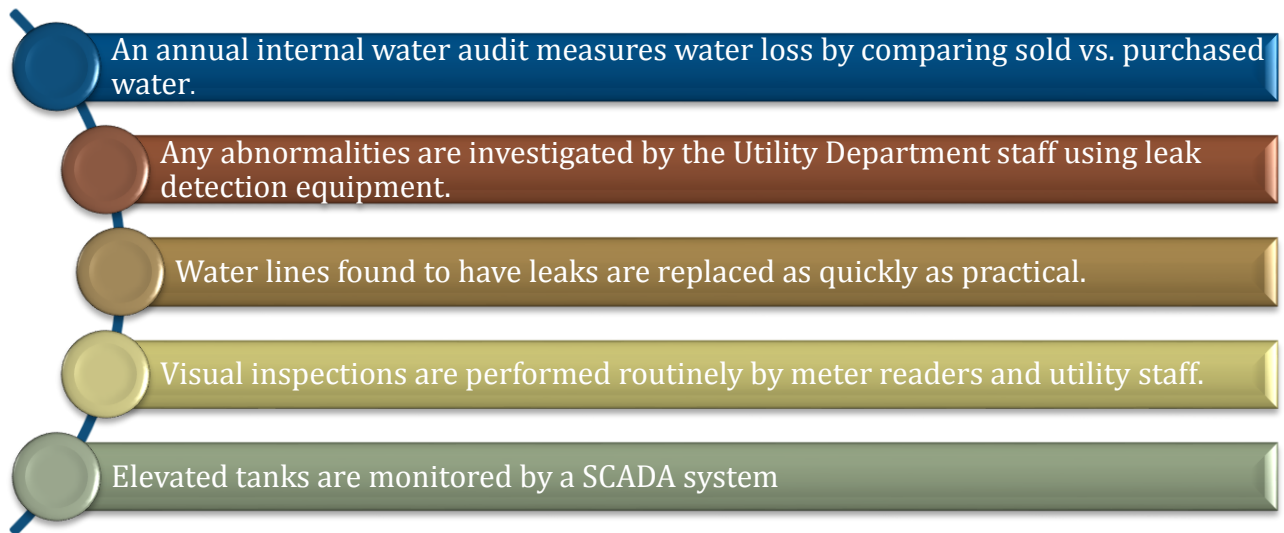 An annual internal water audit measures water loss by comparing sold vs. purchased
water.
Any abnormalities are investigated by the Utility Department staff using leak
detection equipment.
Water lines found to have leaks are replaced as quickly as practical.
Visual inspections are performed routinely by meter readers and utility staff.
Elevated tanks are monitored by a SCADA system